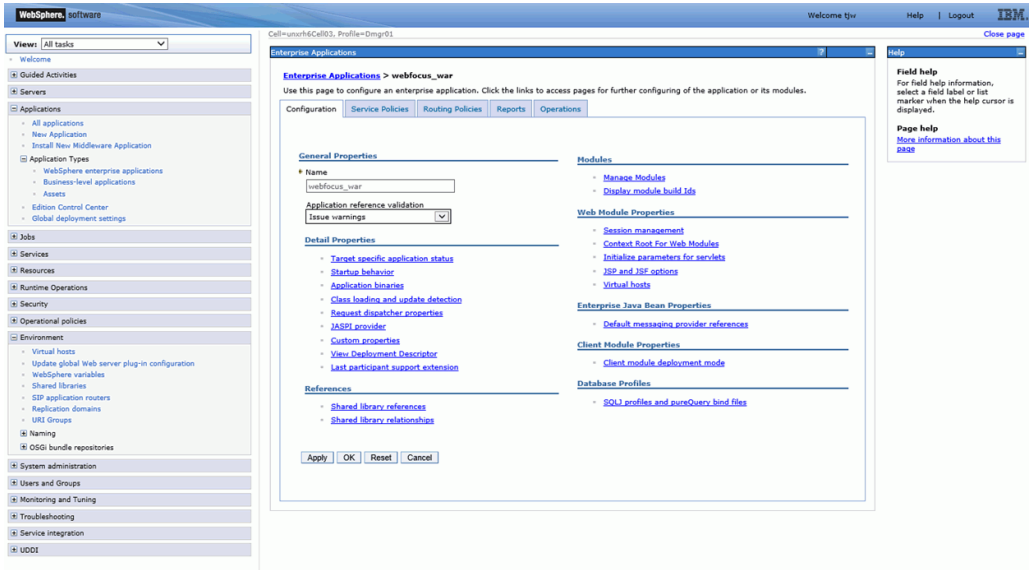 WebSphere. software
Welcome tjw
Help | Logout
IBM.
View: All tasks
Welcome
Guided Activities
Servers
Applications
All applications
New Application
Install New Middleware Application
Application Types
WebSphere enterprise applications
Business-level applications
Assets
Edition Control Center
Global deployment settings
Jobs
Services
Resources
Runtime Operations
Security
Operational policies
Environment
Virtual hosts
Update global Web server plug-in configuration
WebSphere variables
Shared libraries
SIP application routers
Replication domains
URI Groups
Naming
OSGi bundle repositories
System administration
Users and Groups
Monitoring and Tuning
Troubleshooting
Service integration
UDDI
Cell=unxrh6Cell03, Profile=Dmgr01
Close page
Enterprise Applications
?
Enterprise Applications > webfocus_war
Use this page to configure an enterprise application. Click the links to access pages for further configuring of the application or its modules.
Configuration Service Policies Routing Policies Reports Operations
General Properties
Name
webfocus_war
Application reference validation
Issue warnings
Detail Properties
Target specific application status
Startup behavior
Application binaries
Class loading and update detection
Request dispatcher properties
JASPI provider
Custom properties
View Deployment Descriptor
Last participant support extension
References
Shared library references
Shared library relationships
Modules
Manage Modules
Display module build Ids
Web Module Properties
Session management
Context Root For Web Modules
Initialize parameters for servlets
JSP and JSF options
Virtual hosts
Enterprise Java Bean Properties
Default messaging provider references
Client Module Properties
Client module deployment mode
Database Profiles
SQLJ profiles and pureQuery bind files
Apply OK Reset Cancel
Help
Field help
For field help information,
select a field label or list
marker when the help cursor is
displayed.
Page help
More information about this
page